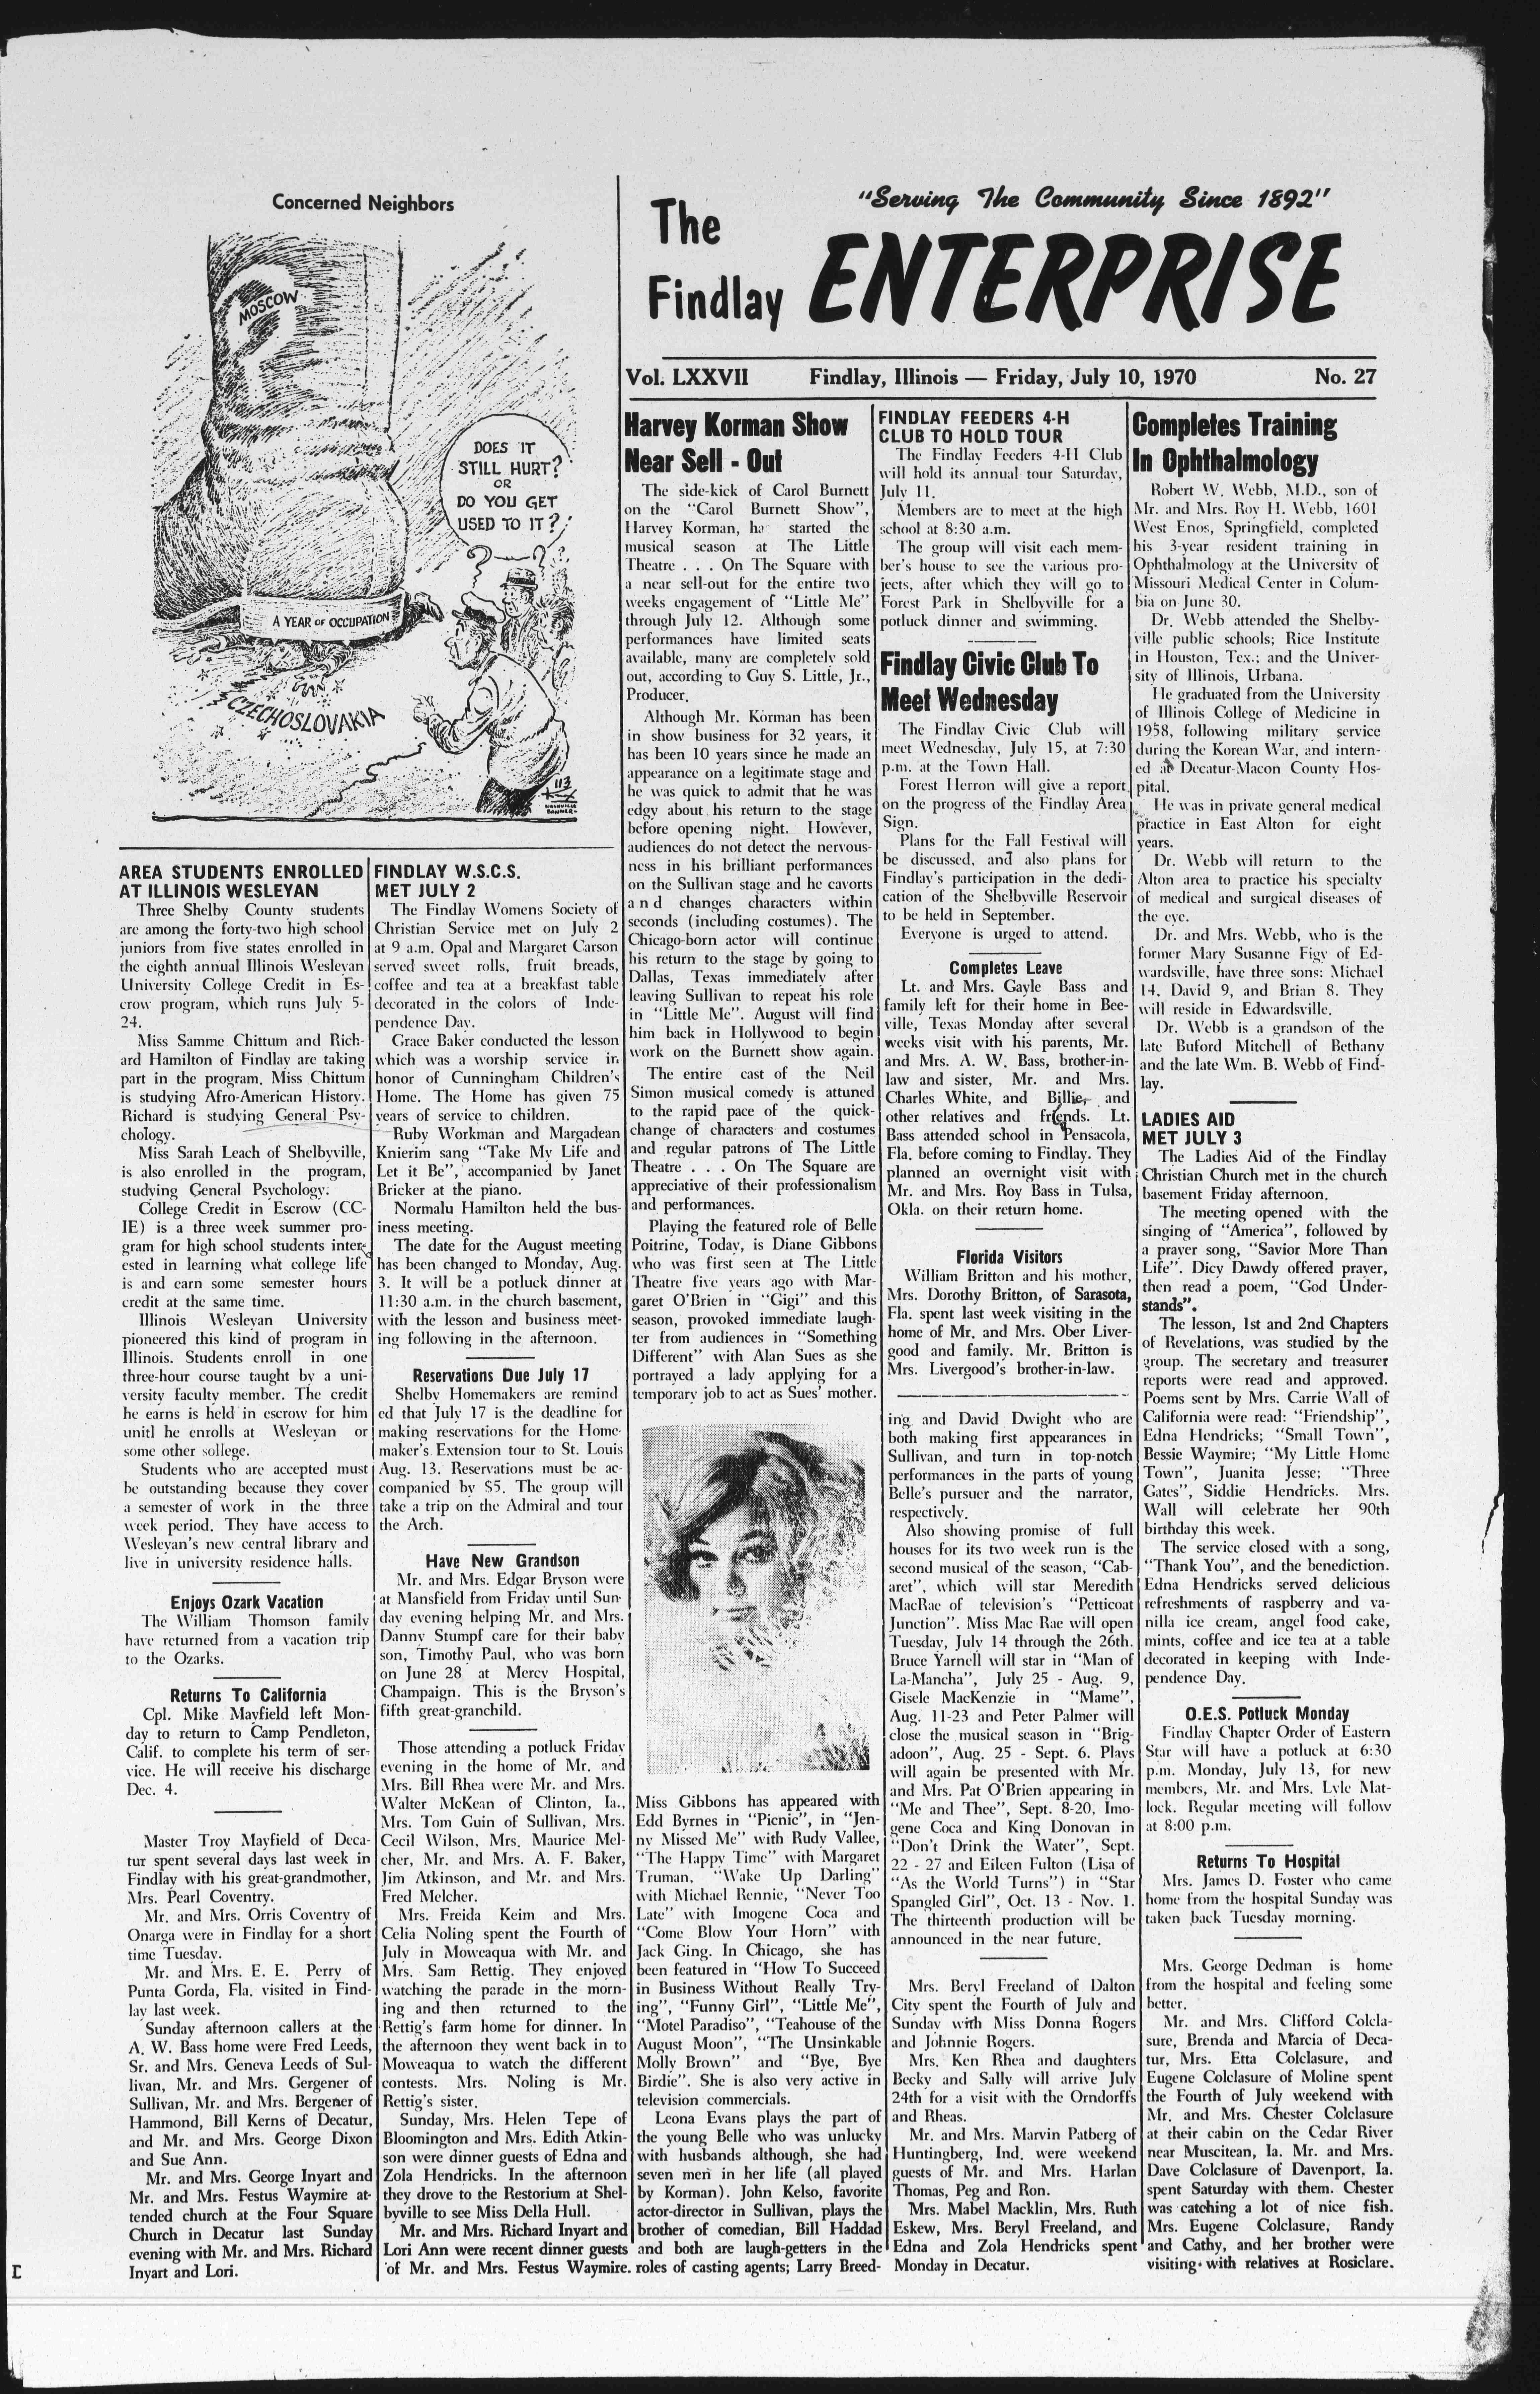 Concerned Neighbors
MOSCOW
DOES IT
STILL HURT?
OR
DO YOU GET
USED TO IT?
A YEAR OF OCCUPATION
CZECHOSLOVAKIA
113
NASHVILLE
BANNER
"Serving The Community Since 1892"
The
Findlay
ENTERPRISE
Vol. LXXVII Findlay, Illinois — Friday, July 10, 1970 No. 27
AREA STUDENTS ENROLLED
AT ILLINOIS WESLEYAN
Three Shelby County students
are among the forty-two high school
juniors from five states enrolled in
the eighth annual Illinois Wesleyan
University College Credit in Es-
crow program, which runs July 5-
24.
Miss Samme Chittum and Rich-
ard Hamilton of Findlay are taking
part in the program. Miss Chittum
is studying Afro-American History.
Richard is studying General Psy-
chology.
Miss Sarah Leach of Shelbyville,
is also enrolled in the program,
studying General Psychology.
College Credit in Escrow (CC-
IE) is a three week summer pro-
gram for high school students inter-
ested in learning what college life
is and earn some semester hours
credit at the same time.
Illinois Wesleyan University
pioneered this kind of program in
Illinois. Students enroll in one
three-hour course taught by a uni-
versity faculty member. The credit
he earns is held in escrow for him
unitl he enrolls at Wesleyan or
some other sollege.
Students who are accepted must
be outstanding because they cover
a semester of work in the three
week period. They have access to
Wesleyan's new central library and
live in university residence halls.
Enjoys Ozark Vacation
The William Thomson family
have returned from a vacation trip
to the Ozarks.
Returns To California
Cpl. Mike Mayfield left Mon-
day to return to Camp Pendleton,
Calif. to complete his term of ser-
vice. He will receive his discharge
Dec. 4.
Master Troy Mayfield of Deca-
tur spent several days last week in
Findlay with his great-grandmother,
Mrs. Pearl Coventry.
Mr. and Mrs. Orris Coventry of
Onarga were in Findlay for a short
time Tuesday.
Mr. and Mrs. E. E. Perry of
Punta Gorda, Fla. visited in Find-
lay last week.
Sunday afternoon callers at the
A. W. Bass home were Fred Leeds,
Sr. and Mrs. Geneva Leeds of Sul-
livan, Mr. and Mrs. Gergener of
Sullivan, Mr. and Mrs. Bergener of
Hammond, Bill Kerns of Decatur,
and Mr. and Mrs. George Dixon
and Sue Ann.
Mr. and Mrs. George Inyart and
Mr. and Mrs. Festus Waymire at-
tended church at the Four Square
Church in Decatur last Sunday
evening with Mr. and Mrs. Richard
Inyart and Lori.
FINDLAY W.S.C.S.
MET JULY 2
The Findlay Womens Society of
Christian Service met on July 2
at 9 a.m. Opal and Margaret Carson
served sweet rolls, fruit breads,
coffee and tea at a breakfast table
decorated in the colors of Inde-
pendence Day.
Grace Baker conducted the lesson
which was a worship service in
honor of Cunningham Children's
Home. The Home has given 75
years of service to children.
Ruby Workman and Margadean
Knierim sang "Take My Life and
Let it Be", accompanied by Janet
Bricker at the piano.
Normalu Hamilton held the bus-
iness meeting.
The date for the August meeting
has been changed to Monday, Aug.
3. It will be a potluck dinner at
11:30 a.m. in the church basement,
with the lesson and business meet-
ing following in the afternoon.
Reservations Due July 17
Shelby Homemakers are remind
ed that July 17 is the deadline for
making reservations for the Home-
maker's Extension tour to St. Louis
Aug. 13. Reservations must be ac-
companied by $5. The group will
take a trip on the Admiral and tour
the Arch.
Have New Grandson
Mr. and Mrs. Edgar Bryson were
at Mansfield from Friday until Sun-
day evening helping Mr. and Mrs.
Danny Stumpf care for their baby
son, Timothy Paul, who was born
on June 28 at Mercy Hospital,
Champaign. This is the Bryson's
fifth great-granchild.
Those attending a potluck Friday
evening in the home of Mr. and
Mrs. Bill Rhea were Mr. and Mrs.
Walter McKean of Clinton, Ia.,
Mrs. Tom Guin of Sullivan, Mrs.
Cecil Wilson, Mrs. Maurice Mel-
cher, Mr. and Mrs. A. F. Baker,
Jim Atkinson, and Mr. and Mrs.
Fred Melcher.
Mrs. Freida Keim and Mrs.
Celia Noling spent the Fourth of
July in Moweaqua with Mr. and
Mrs. Sam Rettig. They enjoyed
watching the parade in the morn-
ing and then returned to the
Rettig's farm home for dinner. In
the afternoon they went back in to
Moweaqua to watch the different
contests. Mrs. Noling is Mr.
Rettig's sister.
Sunday, Mrs. Helen Tepe of
Bloomington and Mrs. Edith Atkin-
son were dinner guests of Edna and
Zola Hendricks. In the afternoon
they drove to the Restorium at Shel-
byville to see Miss Della Hull.
Mr. and Mrs. Richard Inyart and
Lori Ann were recent dinner guests
of Mr. and Mrs. Festus Waymire.
Harvey Korman Show
Near Sell - Out
The side-kick of Carol Burnett
on the "Carol Burnett Show",
Harvey Korman, ha started the
musical season at The Little
Theatre . . . On The Square with
a near sell-out for the entire two
weeks engagement of "Little Me"
through July 12. Although some
performances have limited seats
available, many are completely sold
out, according to Guy S. Little, Jr.,
Producer.
Although Mr. Korman has been
in show business for 32 years, it
has been 10 years since he made an
appearance on a legitimate stage and
he was quick to admit that he was
edgy about his return to the stage
before opening night. However,
audiences do not detect the nervous-
ness in his brilliant performances
on the Sullivan stage and he cavorts
and changes characters within
seconds (including costumes). The
Chicago-born actor will continue
his return to the stage by going to
Dallas, Texas immediately after
leaving Sullivan to repeat his role
in "Little Me". August will find
him back in Hollywood to begin
work on the Burnett show again.
The entire cast of the Neil
Simon musical comedy is attuned
to the rapid pace of the quick-
change of characters and costumes
and regular patrons of The Little
Theatre . . . On The Square are
appreciative of their professionalism
and performances.
Playing the featured role of Belle
Poitrine, Today, is Diane Gibbons
who was first seen at The Little
Theatre five years ago with Mar-
garet O'Brien in "Gigi" and this
season, provoked immediate laugh-
ter from audiences in "Something
Different" with Alan Sues as she
portrayed a lady applying for a
temporary job to act as Sues' mother.
Miss Gibbons has appeared with
Edd Byrnes in "Picnic", in "Jen-
ny Missed Me" with Rudy Vallee,
"The Happy Time" with Margaret
Truman, "Wake Up Darling"
with Michael Rennie, "Never Too
Late" with Imogene Coca and
"Come Blow Your Horn" with
Jack Ging. In Chicago, she has
been featured in "How To Succeed
in Business Without Really Try-
ing", "Funny Girl", "Little Me",
"Motel Paradiso", "Teahouse of the
August Moon", "The Unsinkable
Molly Brown" and "Bye, Bye
Birdie". She is also very active in
television commercials.
Leona Evans plays the part of
the young Belle who was unlucky
with husbands although, she had
seven men in her life (all played
by Korman). John Kelso, favorite
actor-director in Sullivan, plays the
brother of comedian, Bill Haddad
and both are laugh-getters in the
roles of casting agents; Larry Breed-
FINDLAY FEEDERS 4-H
CLUB TO HOLD TOUR
The Findlay Feeders 4-H Club
will hold its annual tour Saturday,
July 11.
Members are to meet at the high
school at 8:30 a.m.
The group will visit each mem-
ber's house to see the various pro-
jects, after which they will go to
Forest Park in Shelbyville for a
potluck dinner and swimming.
Findlay Civic Club To
Meet Wednesday
The Findlay Civic Club will
meet Wednesday, July 15, at 7:30
p.m. at the Town Hall.
Forest Herron will give a report
on the progress of the Findlay Area
Sign.
Plans for the Fall Festival will
be discussed, and also plans for
Findlay's participation in the dedi-
cation of the Shelbyville Reservoir
to be held in September.
Everyone is urged to attend.
Completes Leave
Lt. and Mrs. Gayle Bass and
family left for their home in Bee-
ville, Texas Monday after several
weeks visit with his parents, Mr.
and Mrs. A. W. Bass, brother-in-
law and sister, Mr. and Mrs.
Charles White, and Billie, and
other relatives and friends. Lt.
Bass attended school in Pensacola,
Fla. before coming to Findlay. They
planned an overnight visit with
Mr. and Mrs. Roy Bass in Tulsa,
Okla. on their return home.
Florida Visitors
William Britton and his mother,
Mrs. Dorothy Britton, of Sarasota,
Fla. spent last week visiting in the
home of Mr. and Mrs. Ober Liver-
good and family. Mr. Britton is
Mrs. Livergood's brother-in-law.
ing and David Dwight who are
both making first appearances in
Sullivan, and turn in top-notch
performances in the parts of young
Belle's pursuer and the narrator,
respectively.
Also showing promise of full
houses for its two week run is the
second musical of the season, "Cab-
aret", which will star Meredith
MacRae of television's "Petticoat
Junction". Miss Mac Rae will open
Tuesday, July 14 through the 26th.
Bruce Yarnell will star in "Man of
La-Mancha", July 25 - Aug. 9,
Gisele MacKenzie in "Mame",
Aug. 11-23 and Peter Palmer will
close the musical season in "Brig-
adoon", Aug. 25 - Sept. 6. Plays
will again be presented with Mr.
and Mrs. Pat O'Brien appearing in
"Me and Thee", Sept. 8-20, Imo-
gene Coca and King Donovan in
"Don't Drink the Water", Sept.
22 - 27 and Eileen Fulton (Lisa of
"As the World Turns") in "Star
Spangled Girl", Oct. 13 - Nov. 1.
The thirteenth production will be
announced in the near future.
Mrs. Beryl Freeland of Dalton
City spent the Fourth of July and
Sunday with Miss Donna Rogers
and Johnnie Rogers.
Mrs. Ken Rhea and daughters
Becky and Sally will arrive July
24th for a visit with the Orndorffs
and Rheas.
Mr. and Mrs. Marvin Patberg of
Huntingberg, Ind. were weekend
guests of Mr. and Mrs. Harlan
Thomas, Peg and Ron.
Mrs. Mabel Macklin, Mrs. Ruth
Eskew, Mrs. Beryl Freeland, and
Edna and Zola Hendricks spent
Monday in Decatur.
Completes Training
In Ophthalmology
Robert W. Webb, M.D., son of
Mr. and Mrs. Roy H. Webb, 1601
West Enos, Springfield, completed
his 3-year resident training in
Ophthalmology at the University of
Missouri Medical Center in Colum-
bia on June 30.
Dr. Webb attended the Shelby-
ville public schools; Rice Institute
in Houston, Tex.; and the Univer-
sity of Illinois, Urbana.
He graduated from the University
of Illinois College of Medicine in
1958, following military service
during the Korean War, and intern-
ed at Decatur-Macon County Hos-
pital.
He was in private general medical
practice in East Alton for eight
years.
Dr. Webb will return to the
Alton area to practice his specialty
of medical and surgical diseases of
the eye.
Dr. and Mrs. Webb, who is the
former Mary Susanne Figy of Ed-
wardsville, have three sons: Michael
14, David 9, and Brian 8. They
will reside in Edwardsville.
Dr. Webb is a grandson of the
late Buford Mitchell of Bethany
and the late Wm. B. Webb of Find-
lay.
LADIES AID
MET JULY 3
The Ladies Aid of the Findlay
Christian Church met in the church
basement Friday afternoon.
The meeting opened with the
singing of "America", followed by
a prayer song, "Savior More Than
Life". Dicy Dawdy offered prayer,
then read a poem, "God Under-
stands".
The lesson, 1st and 2nd Chapters
of Revelations, was studied by the
group. The secretary and treasurer
reports were read and approved.
Poems sent by Mrs. Carrie Wall of
California were read: "Friendship",
Edna Hendricks; "Small Town",
Bessie Waymire; "My Little Home
Town", Juanita Jesse; "Three
Gates", Siddie Hendricks. Mrs.
Wall will celebrate her 90th
birthday this week.
The service closed with a song,
"Thank You", and the benediction.
Edna Hendricks served delicious
refreshments of raspberry and va-
nilla ice cream, angel food cake,
mints, coffee and ice tea at a table
decorated in keeping with Inde-
pendence Day.
O.E.S. Potluck Monday
Findlay Chapter Order of Eastern
Star will have a potluck at 6:30
p.m. Monday, July 13, for new
members, Mr. and Mrs. Lyle Mat-
lock. Regular meeting will follow
at 8:00 p.m.
Returns To Hospital
Mrs. James D. Foster who came
home from the hospital Sunday was
taken back Tuesday morning.
Mrs. George Dedman is home
from the hospital and feeling some
better.
Mr. and Mrs. Clifford Colcla-
sure, Brenda and Marcia of Deca-
tur, Mrs. Etta Colclasure, and
Eugene Colclasure of Moline spent
the Fourth of July weekend with
Mr. and Mrs. Chester Colclasure
at their cabin on the Cedar River
near Muscitean, Ia. Mr. and Mrs.
Dave Colclasure of Davenport, Ia.
spent Saturday with them. Chester
was catching a lot of nice fish.
Mrs. Eugene Colclasure, Randy
and Cathy, and her brother were
visiting with relatives at Rosiclare.